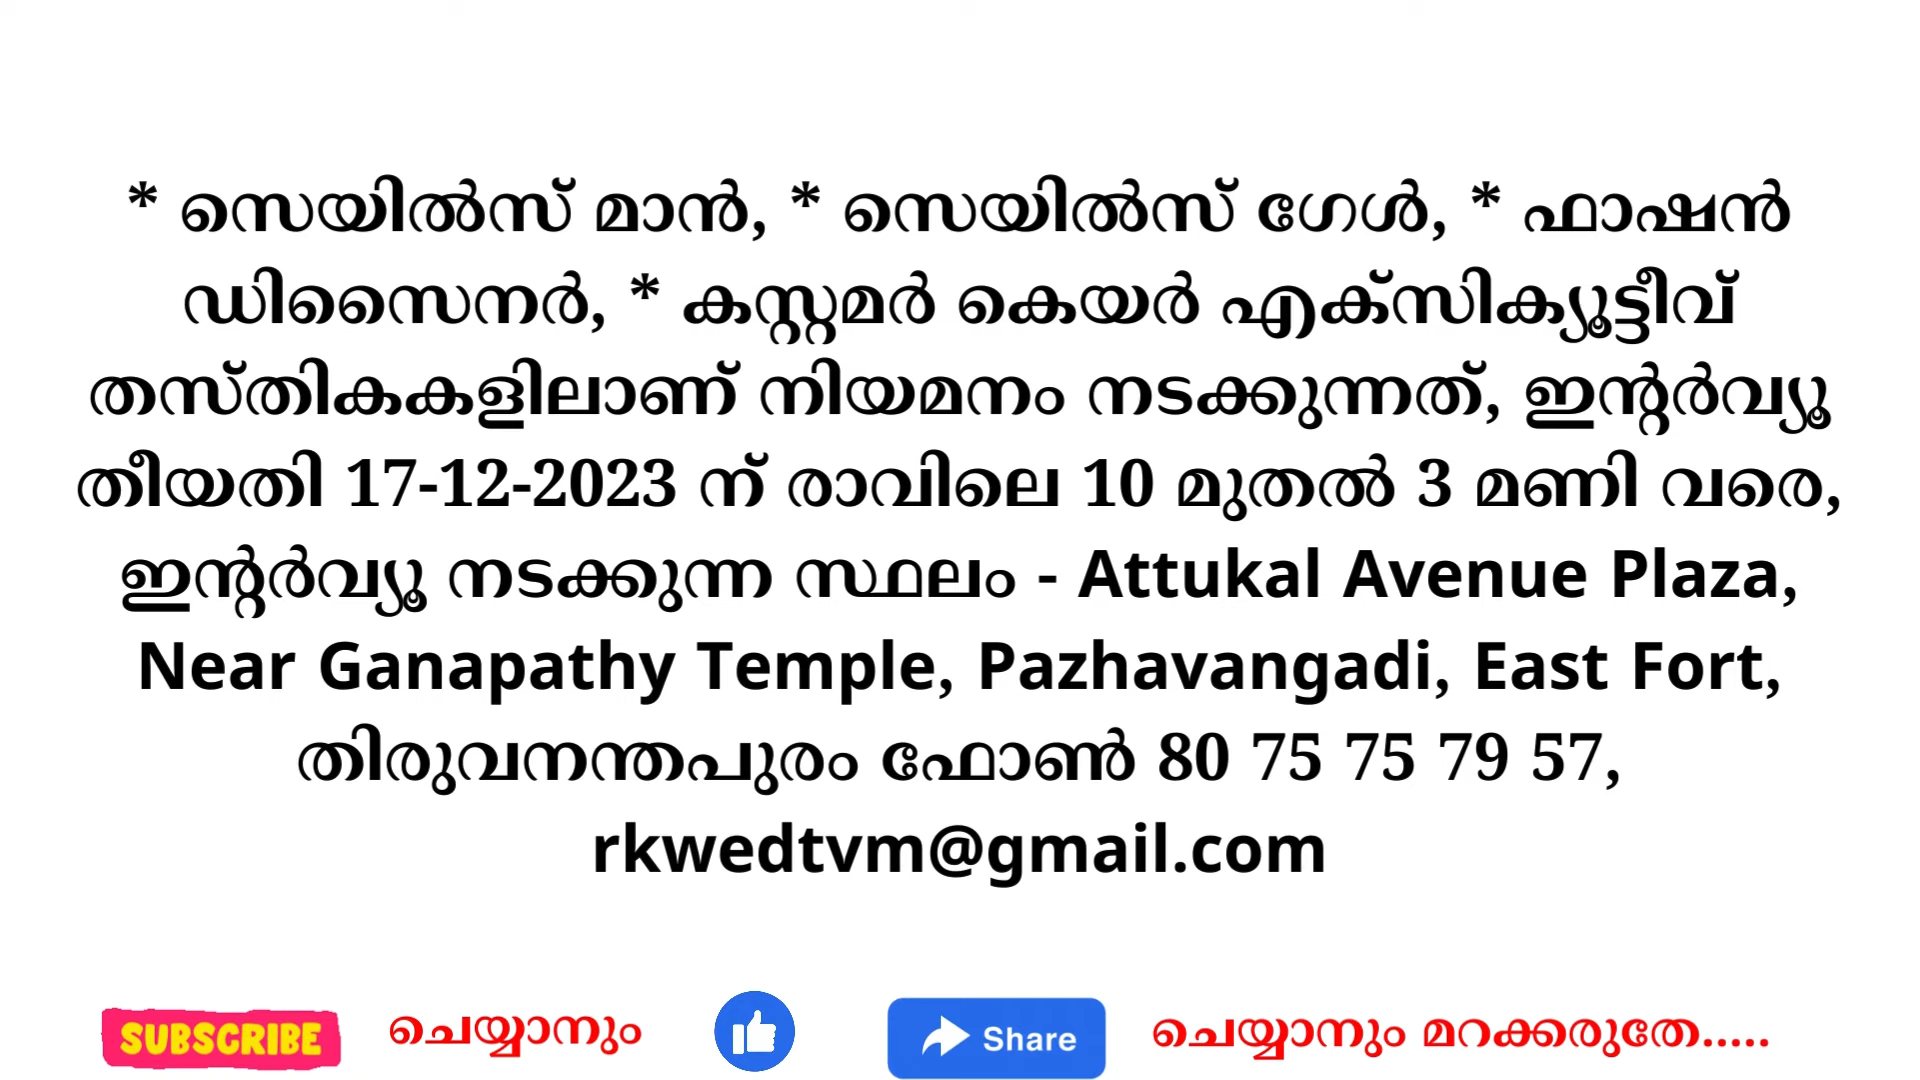 * സെയിൽസ് മാൻ, * സെയിൽസ് ഗേൾ, * ഫാഷൻ
ഡിസൈനർ, * കസ്റ്റമർ കെയർ എക്സിക്യൂട്ടീവ്
തസ്തികകളിലാണ് നിയമനം നടക്കുന്നത്, ഇന്റർവ്യൂ
തീയതി 17-12-2023 ന് രാവിലെ 10 മുതൽ 3 മണി വരെ,
ഇന്റർവ്യൂ നടക്കുന്ന സ്ഥലം - Attukal Avenue Plaza,
Near Ganapathy Temple, Pazhavangadi, East Fort,
തിരുവനന്തപുരം ഫോൺ 80 75 75 79 57,
rkwedtvm@gmail.com
SUBSCRIBE ചെയ്യാനും Share ചെയ്യാനും മറക്കരുതേ.....